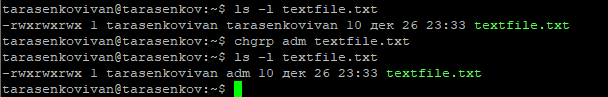 tarasenkovivan@tarasenkov:~$ ls -l textfile.txt
-rwxrwxrwx 1 tarasenkovivan tarasenkovivan 10 дек 26 23:33 textfile.txt
tarasenkovivan@tarasenkov:~$ chgrp adm textfile.txt
tarasenkovivan@tarasenkov:~$ ls -l textfile.txt
-rwxrwxrwx 1 tarasenkovivan adm 10 дек 26 23:33 textfile.txt
tarasenkovivan@tarasenkov:~$